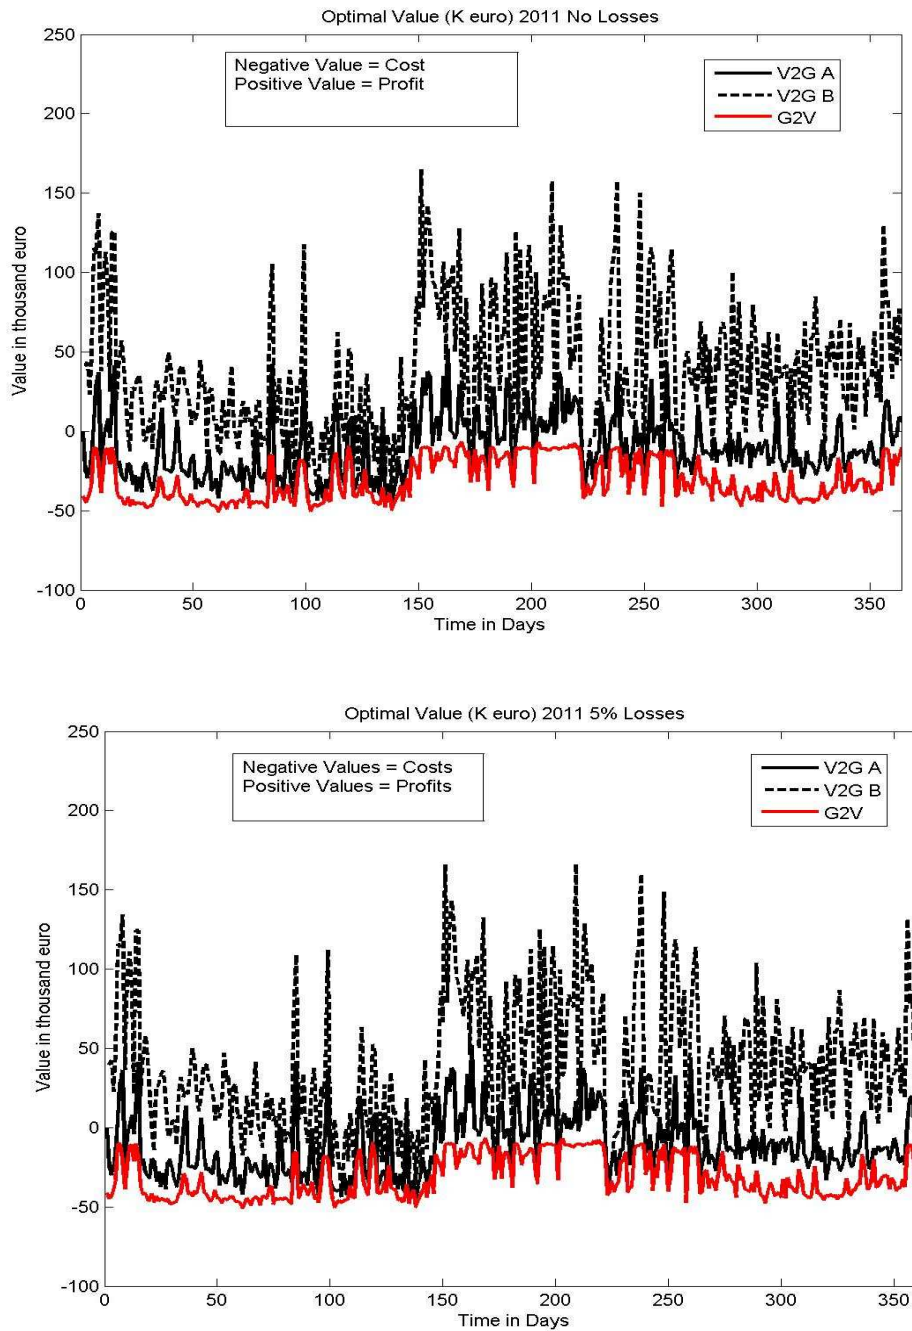 Optimal Value (K euro) 2011 No Losses
250
200
150
100
50
0
-50
-100
Value in thousand euro
Negative Value = Cost
Positive Value = Profit
V2G A
V2G B
G2V
0 50 100 150 200 250 300 350
Time in Days
Optimal Value (K euro) 2011 5% Losses
250
200
150
100
50
0
-50
-100
Value in thousand euro
Negative Values = Costs
Positive Values = Profits
V2G A
V2G B
G2V
0 50 100 150 200 250 300 350
Time in Days